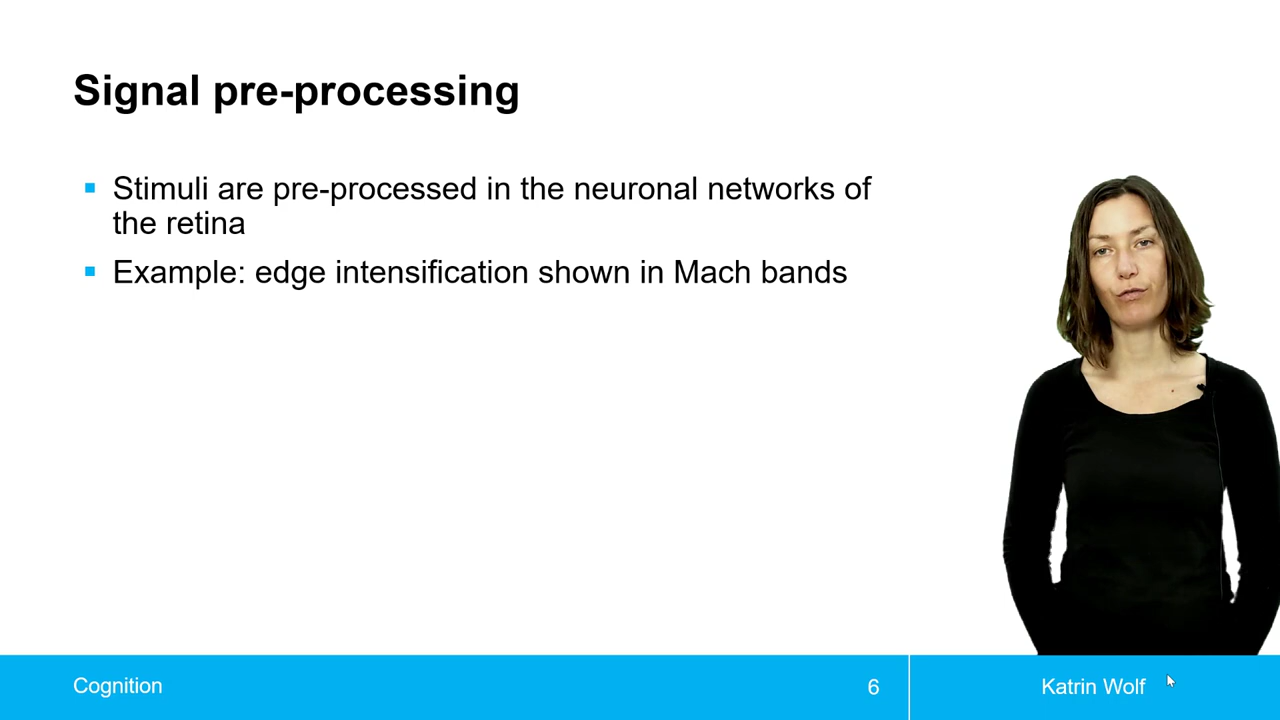 Signal pre-processing
Stimuli are pre-processed in the neuronal networks of
the retina
Example: edge intensification shown in Mach bands
Cognition
6
Katrin Wolf